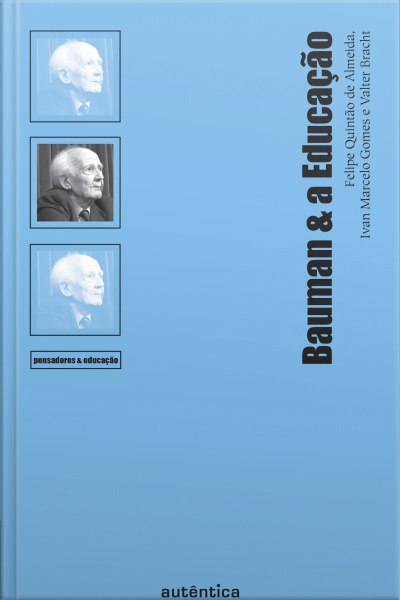 Bauman & a Educação
Felipe Quintão de Almeida,
Ivan Marcelo Gomes e Valter Bracht
pensadores & educação
autêntica